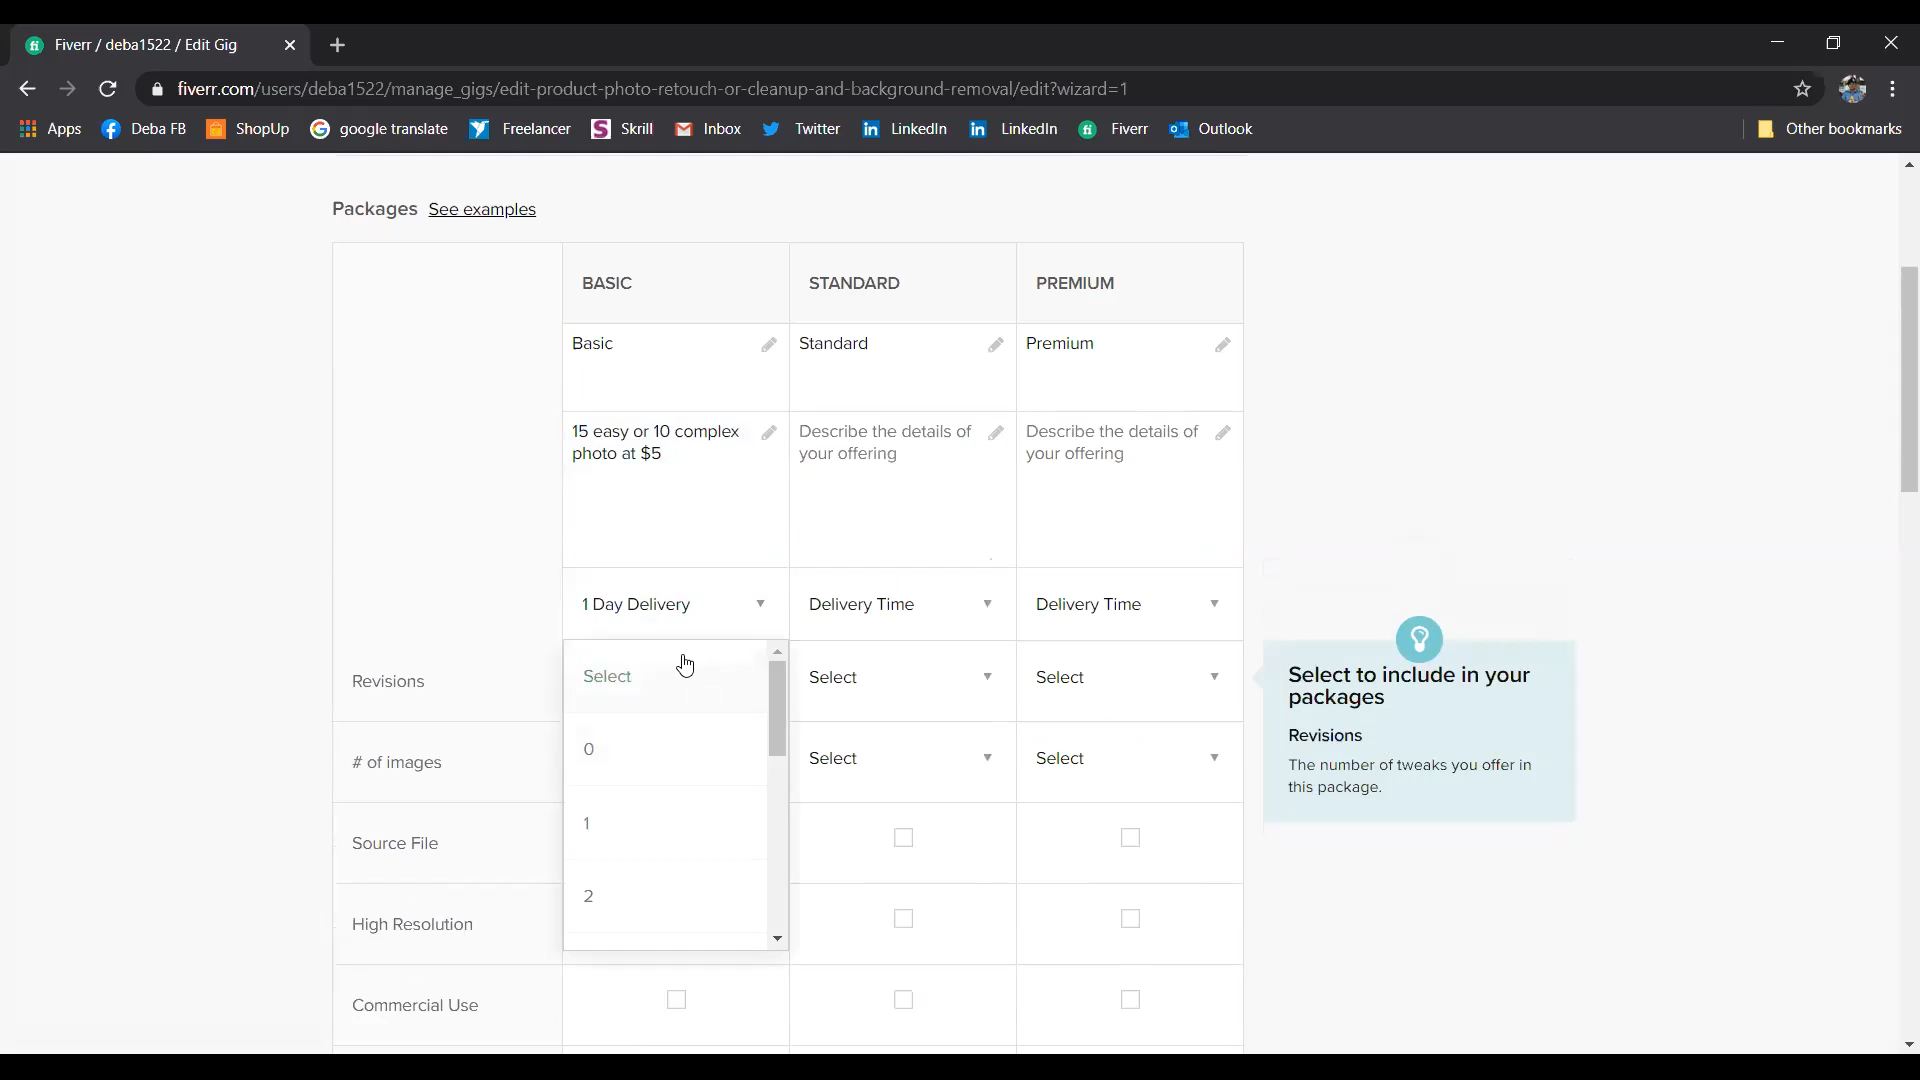 Fiverr / deba1522 / Edit Gig
fiverr.com/users/deba1522/manage_gigs/edit-product-photo-retouch-or-cleanup-and-background-removal/edit?wizard=1
Apps Deba FB ShopUp google translate Freelancer Skrill Inbox Twitter LinkedIn LinkedIn Fiverr Outlook Other bookmarks
Packages See examples
BASIC STANDARD PREMIUM
Basic Standard Premium
15 easy or 10 complex Describe the details of Describe the details of
photo at $5 your offering your offering
1 Day Delivery Delivery Time Delivery Time
Revisions Select Select Select
0
# of images Select Select
1
Source File
2
High Resolution
Commercial Use
Select to include in your
packages
Revisions
The number of tweaks you offer in
this package.